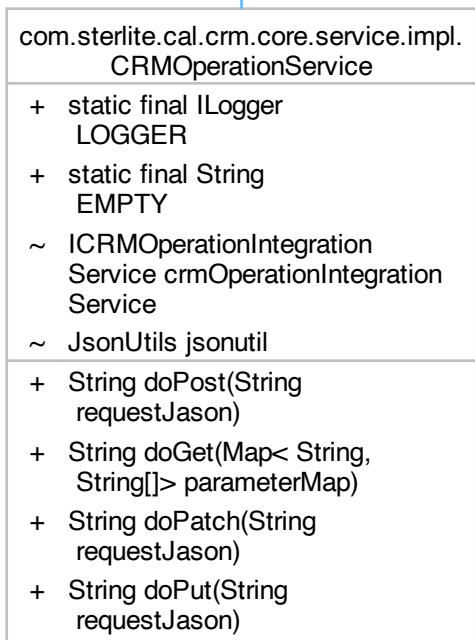 com.sterlite.cal.crm.core.service.impl.
CRMOperationService
+ static final ILogger
LOGGER
+ static final String
EMPTY
~ ICRMOperationIntegration
Service crmOperationIntegration
Service
~ JsonUtils jsonutil
+ String doPost(String
requestJason)
+ String doGet(Map< String,
String[]> parameterMap)
+ String doPatch(String
requestJason)
+ String doPut(String
requestJason)